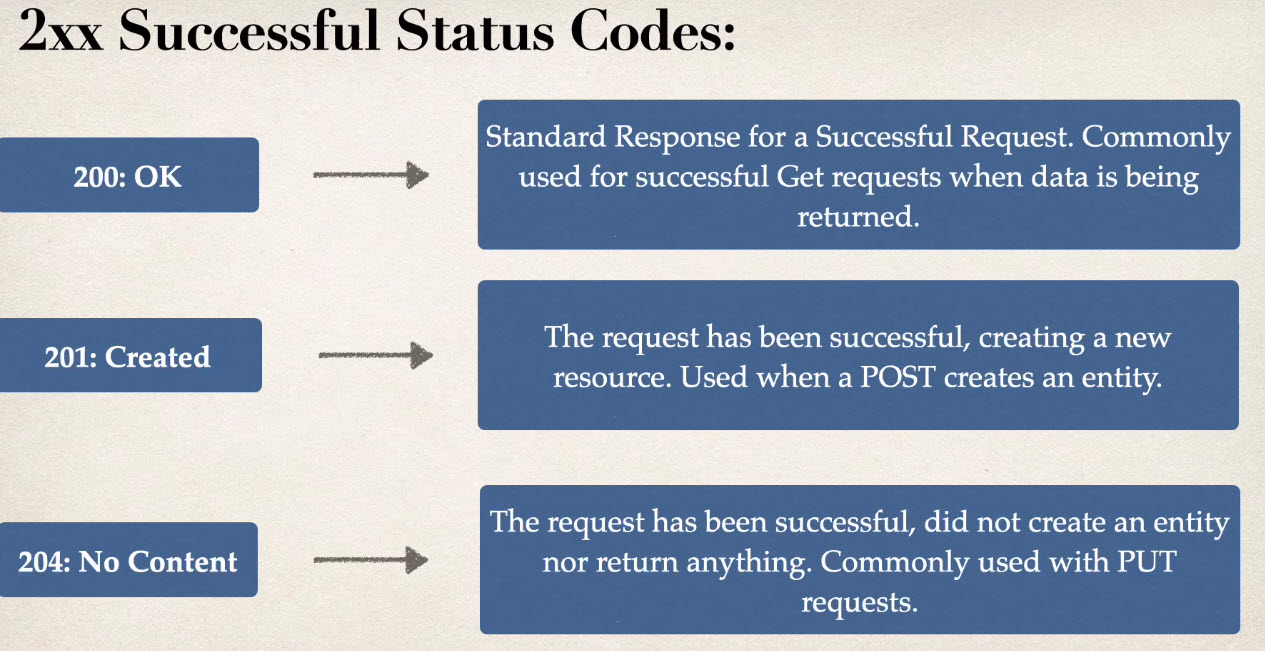 2xx Successful Status Codes:
200: OK
Standard Response for a Successful Request. Commonly
used for successful Get requests when data is being
returned.
201: Created
The request has been successful, creating a new
resource. Used when a POST creates an entity.
204: No Content
The request has been successful, did not create an entity
nor return anything. Commonly used with PUT
requests.